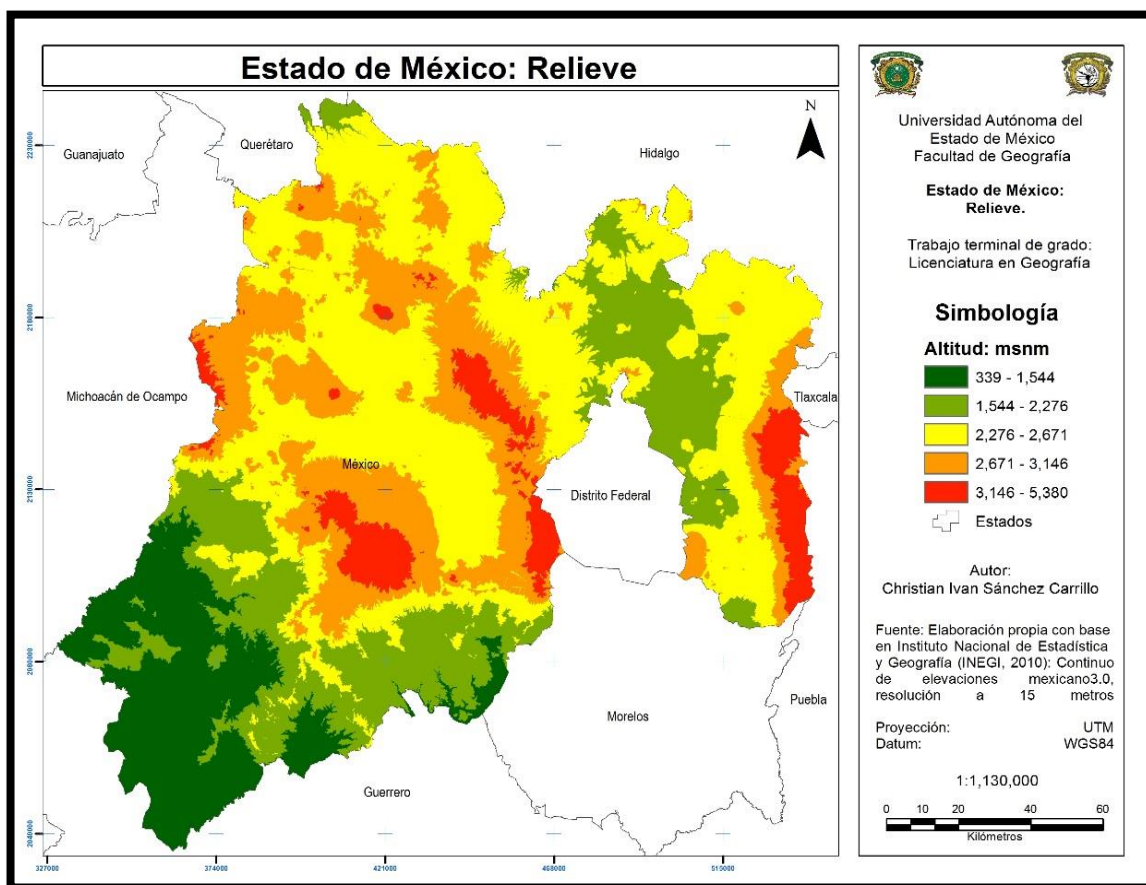 Estado de México: Relieve
N
Guanajuato
Querétaro
Hidalgo
Michoacán de Ocampo
México
Distrito Federal
Tlaxcala
Puebla
Morelos
Guerrero
2230000
2180000
2130000
2040000
327000
374000
421000
468000
Universidad Autónoma del
Estado de México
Facultad de Geografía
Estado de México:
Relieve.
Trabajo terminal de grado:
Licenciatura en Geografía
Simbología
Altitud: msnm
339 - 1,544
1,544 - 2,276
2,276 - 2,671
2,671 - 3,146
3,146 - 5,380
Estados
Autor:
Christian Ivan Sánchez Carrillo
Fuente: Elaboración propia con base
en Instituto Nacional de Estadística
y Geografía (INEGI, 2010): Continuo
de elevaciones mexicano3.0,
resolución a 15 metros
Proyección: UTM
Datum: WGS84
1:1,130,000
0 10 20 40 60
Kilómetros